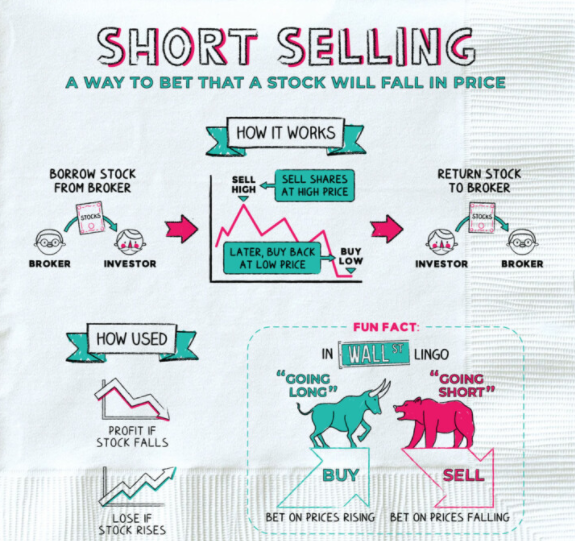 SHORT SELLING
A WAY TO BET THAT A STOCK WILL FALL IN PRICE
HOW IT WORKS
BORROW STOCK
FROM BROKER
STOCKS
BROKER
INVESTOR
SELL
HIGH
SELL SHARES
AT HIGH PRICE
LATER, BUY BACK
AT LOW PRICE
BUY
LOW
RETURN STOCK
TO BROKER
STOCKS
INVESTOR
BROKER
HOW USED
PROFIT IF
STOCK FALLS
LOSE IF
STOCK RISES
FUN FACT:
IN WALL ST LINGO
"GOING
LONG"
"GOING
SHORT"
BUY
SELL
BET ON PRICES RISING
BET ON PRICES FALLING